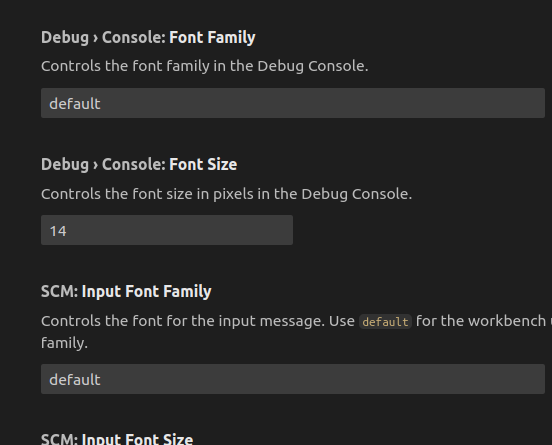 Debug › Console: Font Family
Controls the font family in the Debug Console.
default
Debug › Console: Font Size
Controls the font size in pixels in the Debug Console.
14
SCM: Input Font Family
Controls the font for the input message. Use default for the workbench
family.
default
SCM: Input Font Size